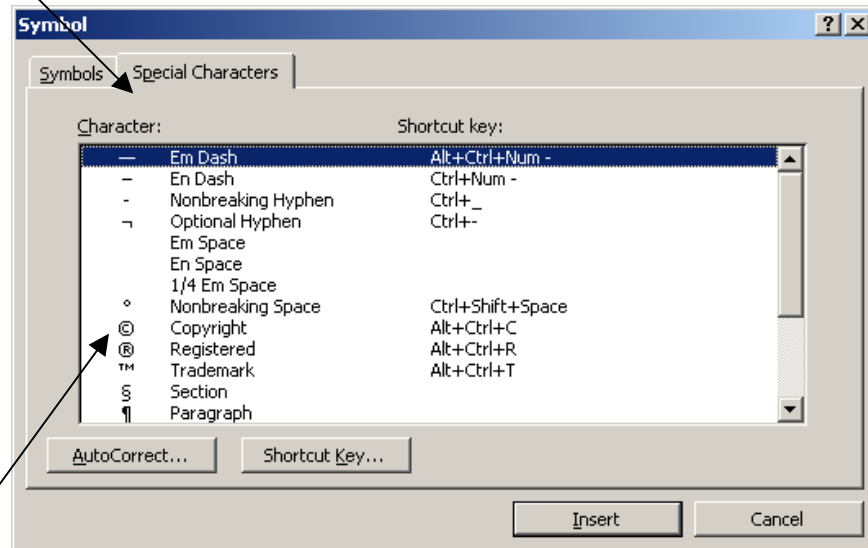 Symbol
Symbols Special Characters
Character: Shortcut key:
— Em Dash Alt+Ctrl+Num -
– En Dash Ctrl+Num -
- Nonbreaking Hyphen Ctrl+_
¬ Optional Hyphen Ctrl+-
Em Space
En Space
1/4 Em Space
° Nonbreaking Space Ctrl+Shift+Space
© Copyright Alt+Ctrl+C
® Registered Alt+Ctrl+R
™ Trademark Alt+Ctrl+T
§ Section
¶ Paragraph
AutoCorrect... Shortcut Key...
Insert Cancel